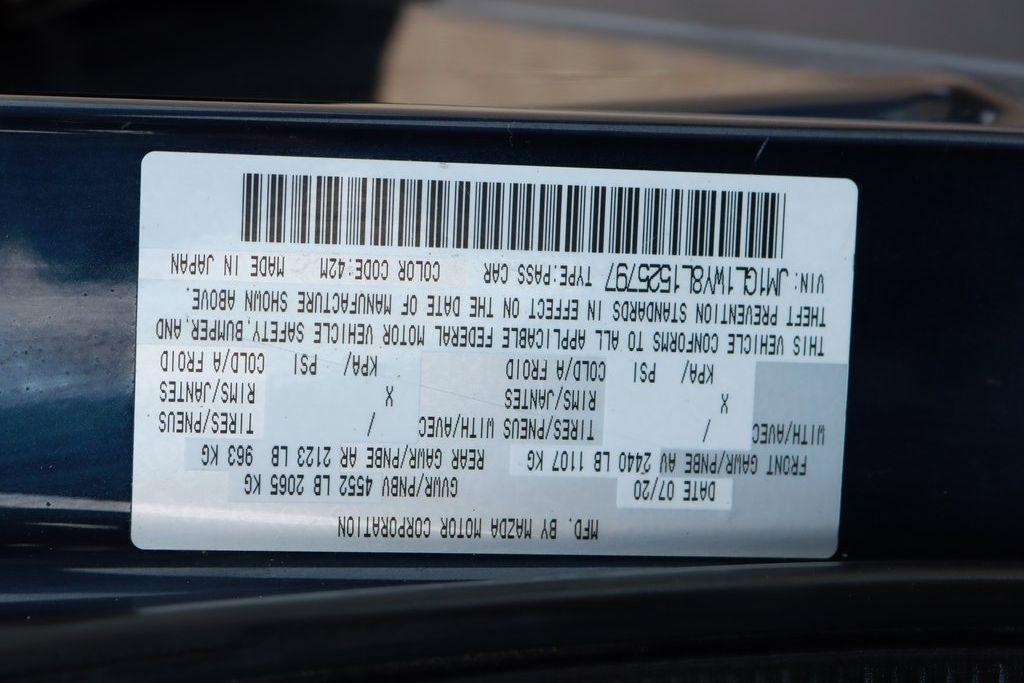 MFD. BY MAZDA MOTOR CORPORATION
DATE 07/20 GVWR/PNBV 4552 LB 2065 KG
FRONT GAWR/PNBE AV 2440 LB 1107 KG REAR GAWR/PNBE AR 2123 LB 963 KG
WITH/AVEC / TIRES/PNEUS WITH/AVEC / TIRES/PNEUS
X RIMS/JANTES X RIMS/JANTES
KPA/ PSI COLD/A FROID KPA/ PSI COLD/A FROID
THIS VEHICLE CONFORMS TO ALL APPLICABLE FEDERAL MOTOR VEHICLE SAFETY, BUMPER, AND
THEFT PREVENTION STANDARDS IN EFFECT ON THE DATE OF MANUFACTURE SHOWN ABOVE.
VIN: JM1GL1WY8L1525797 TYPE:PASS CAR COLOR CODE:42M MADE IN JAPAN